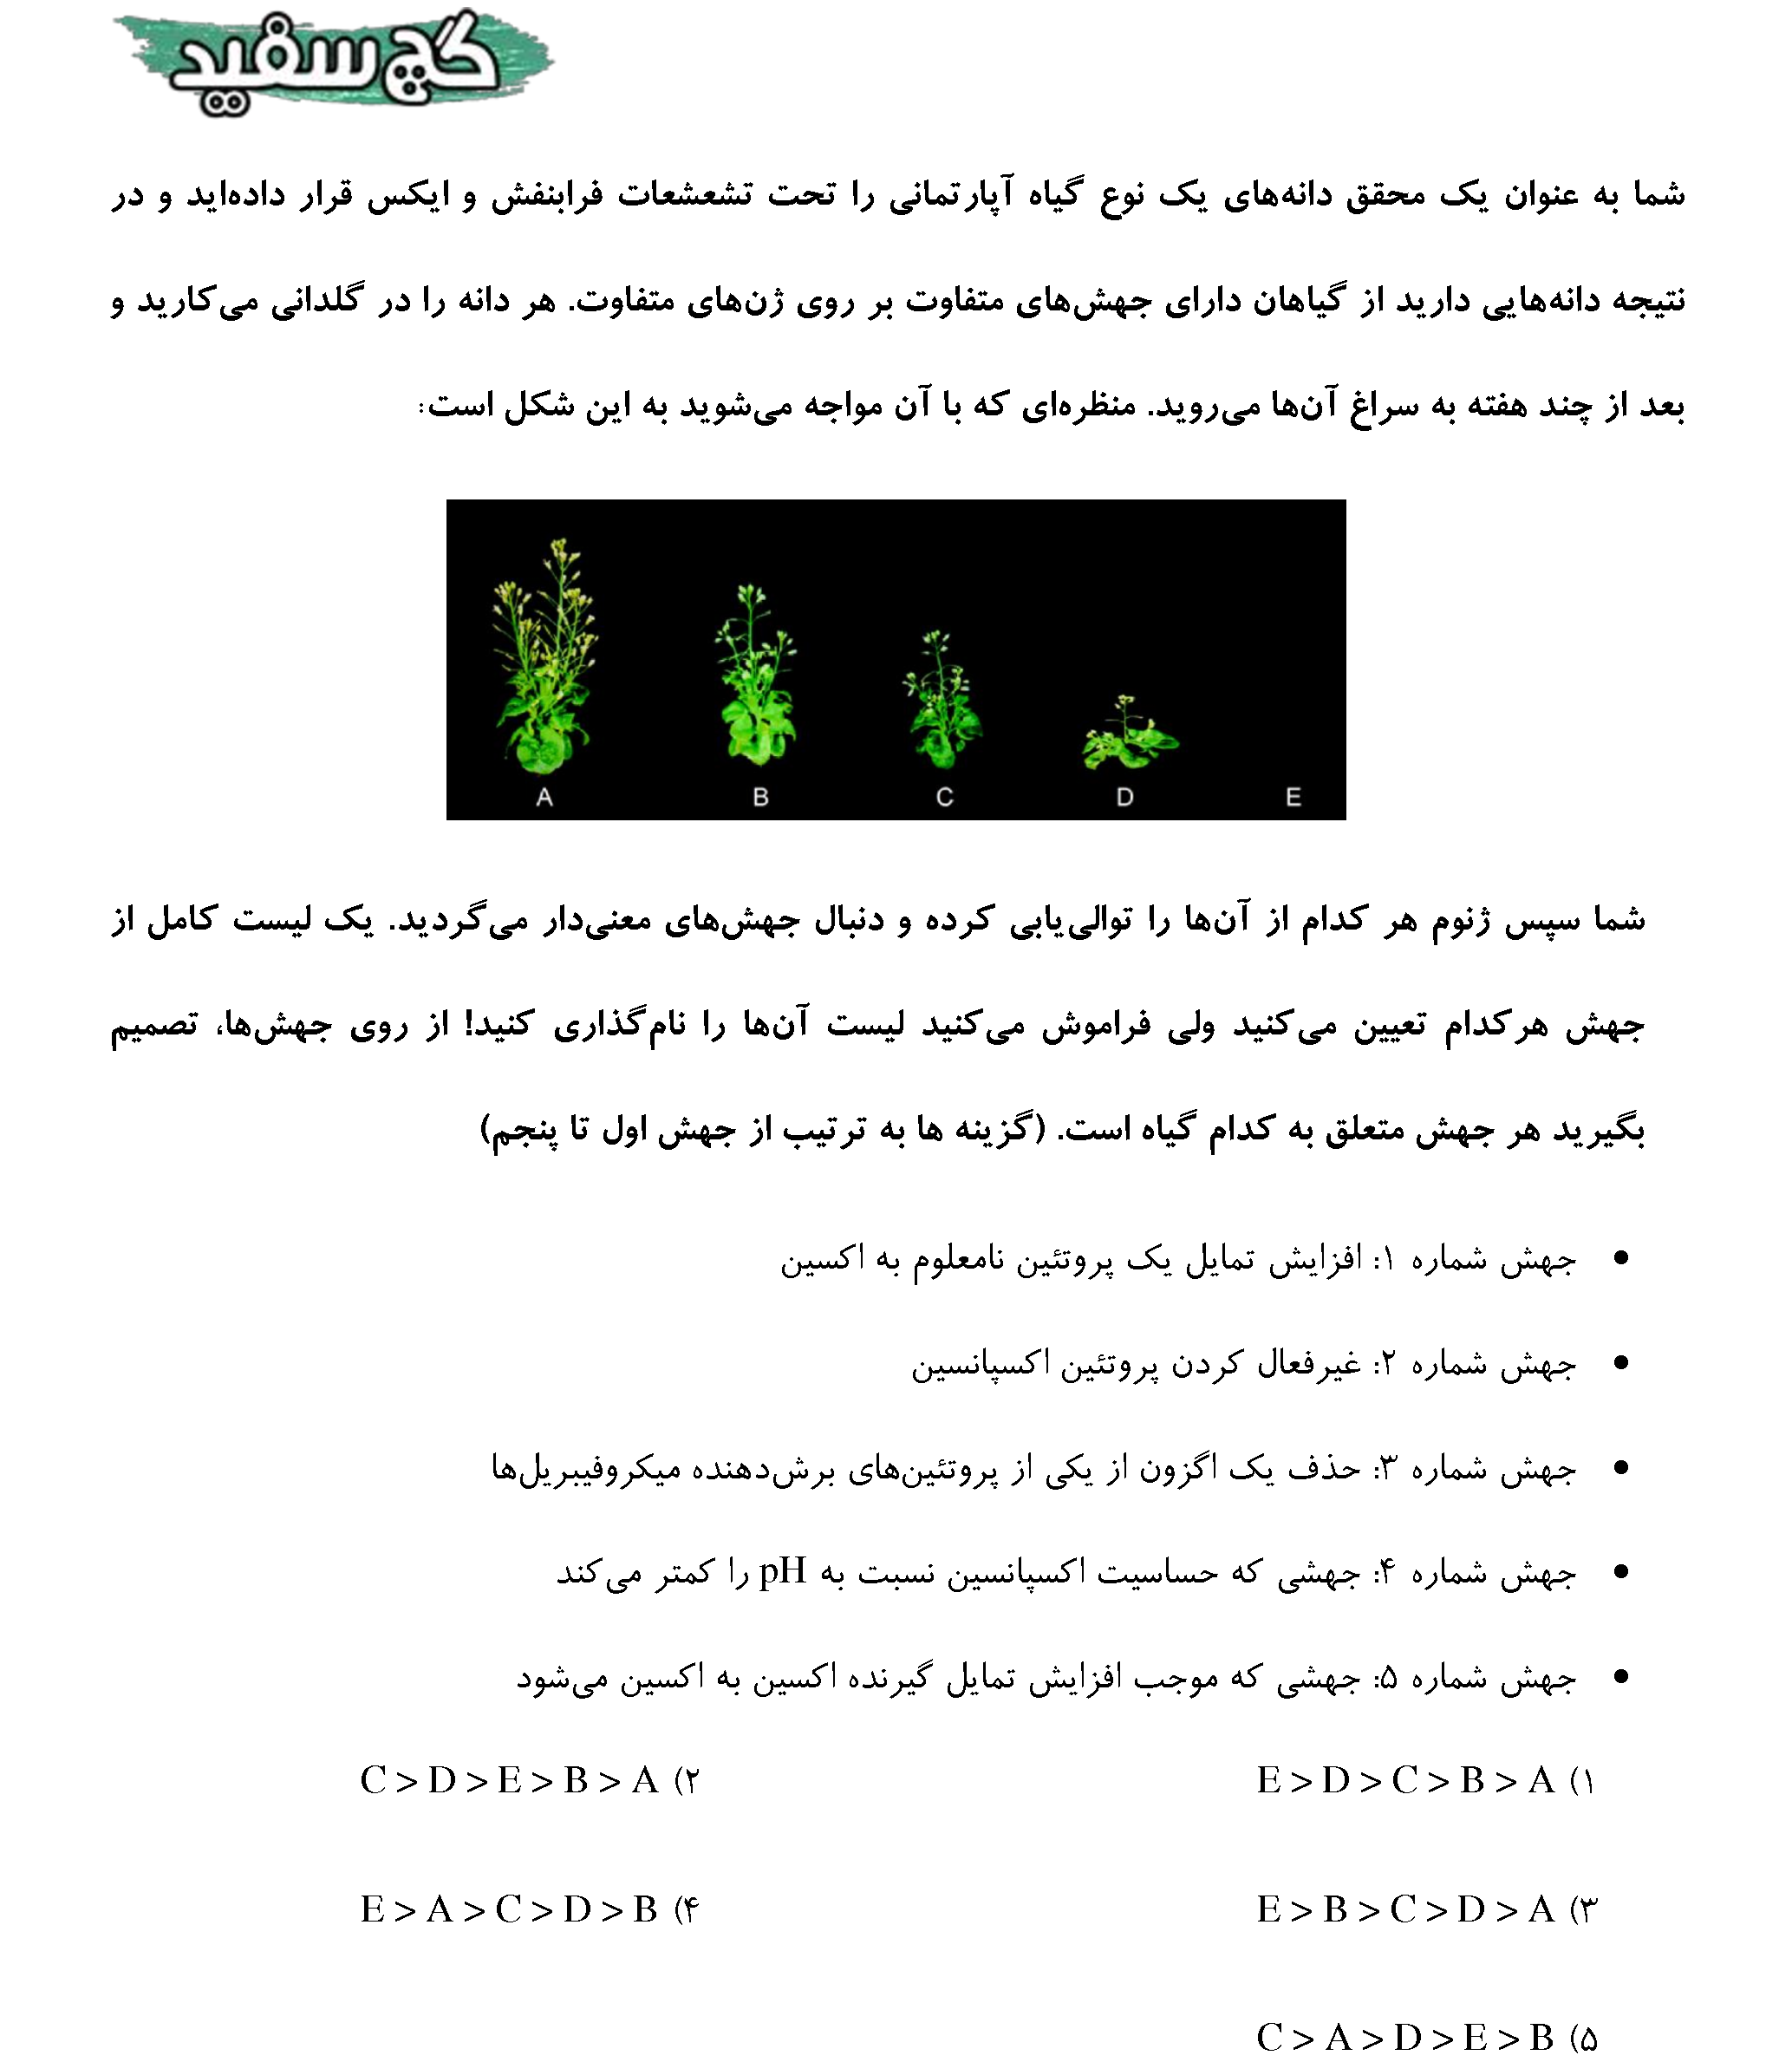 گچ سفید
شما به عنوان یک محقق دانه‌های یک نوع گیاه آپارتمانی را تحت تشعشعات فرابنفش و ایکس قرار داده‌اید و در
نتیجه دانه‌هایی دارید از گیاهان دارای جهش‌های متفاوت بر روی ژن‌های متفاوت. هر دانه را در گلدانی می‌کارید و
بعد از چند هفته به سراغ آن‌ها می‌روید. منظره‌ای که با آن مواجه می‌شوید به این شکل است:
A B C D E
شما سپس ژنوم هر کدام از آن‌ها را توالی‌یابی کرده و دنبال جهش‌های معنی‌دار می‌گردید. یک لیست کامل از
جهش هرکدام تعیین می‌کنید ولی فراموش می‌کنید لیست آن‌ها را نام‌گذاری کنید! از روی جهش‌ها، تصمیم
بگیرید هر جهش متعلق به کدام گیاه است. (گزینه ها به ترتیب از جهش اول تا پنجم)
• جهش شماره ۱: افزایش تمایل یک پروتئین نامعلوم به اکسین
• جهش شماره ۲: غیرفعال کردن پروتئین اکسپانسین
• جهش شماره ۳: حذف یک اگزون از یکی از پروتئین‌های برش‌دهنده میکروفیبریل‌ها
• جهش شماره ۴: جهشی که حساسیت اکسپانسین نسبت به pH را کمتر می‌کند
• جهش شماره ۵: جهشی که موجب افزایش تمایل گیرنده اکسین به اکسین می‌شود
۱) E > D > C > B > A
۲) C > D > E > B > A
۳) E > B > C > D > A
۴) E > A > C > D > B
۵) C > A > D > E > B